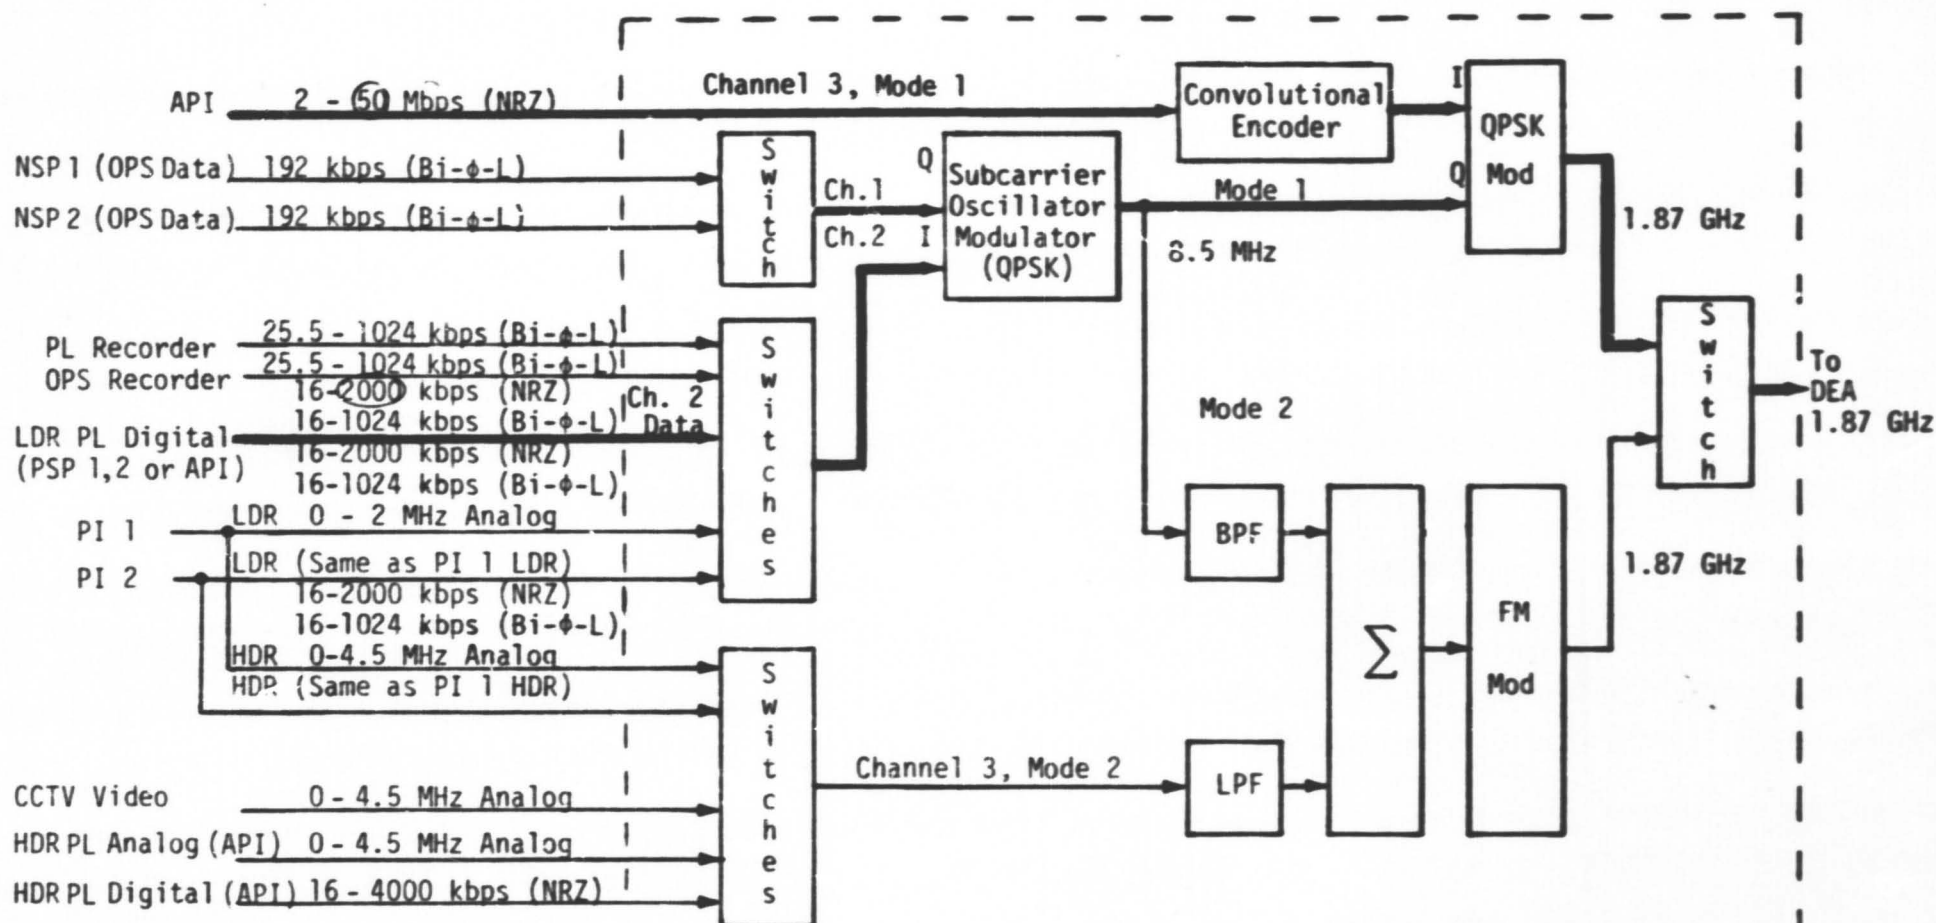 API 2 - 50 Mbps (NRZ) Channel 3, Mode 1
Convolutional Encoder
I
Q
QPSK Mod
NSP 1 (OPS Data) 192 kbps (Bi-ϕ-L)
NSP 2 (OPS Data) 192 kbps (Bi-ϕ-L)
Switch
Ch.1 Q
Ch.2 I
Subcarrier
Oscillator
Modulator
(QPSK)
Mode 1
8.5 MHz
1.87 GHz
PL Recorder 25.5 - 1024 kbps (Bi-ϕ-L)
OPS Recorder 25.5 - 1024 kbps (Bi-ϕ-L)
16-2000 kbps (NRZ)
16-1024 kbps (Bi-ϕ-L)
Ch. 2
Data
LDR PL Digital
(PSP 1,2 or API)
16-2000 kbps (NRZ)
16-1024 kbps (Bi-ϕ-L)
PI 1 LDR 0 - 2 MHz Analog
PI 2 LDR (Same as PI 1 LDR)
16-2000 kbps (NRZ)
16-1024 kbps (Bi-ϕ-L)
HDR 0-4.5 MHz Analog
HDR (Same as PI 1 HDR)
Switches
Mode 2
BPF
Σ
FM
Mod
1.87 GHz
Switch
To
DEA
1.87 GHz
CCTV Video 0 - 4.5 MHz Analog
HDR PL Analog (API) 0-4.5 MHz Analog
HDR PL Digital (API) 16 - 4000 kbps (NRZ)
Switches
Channel 3, Mode 2
LPF